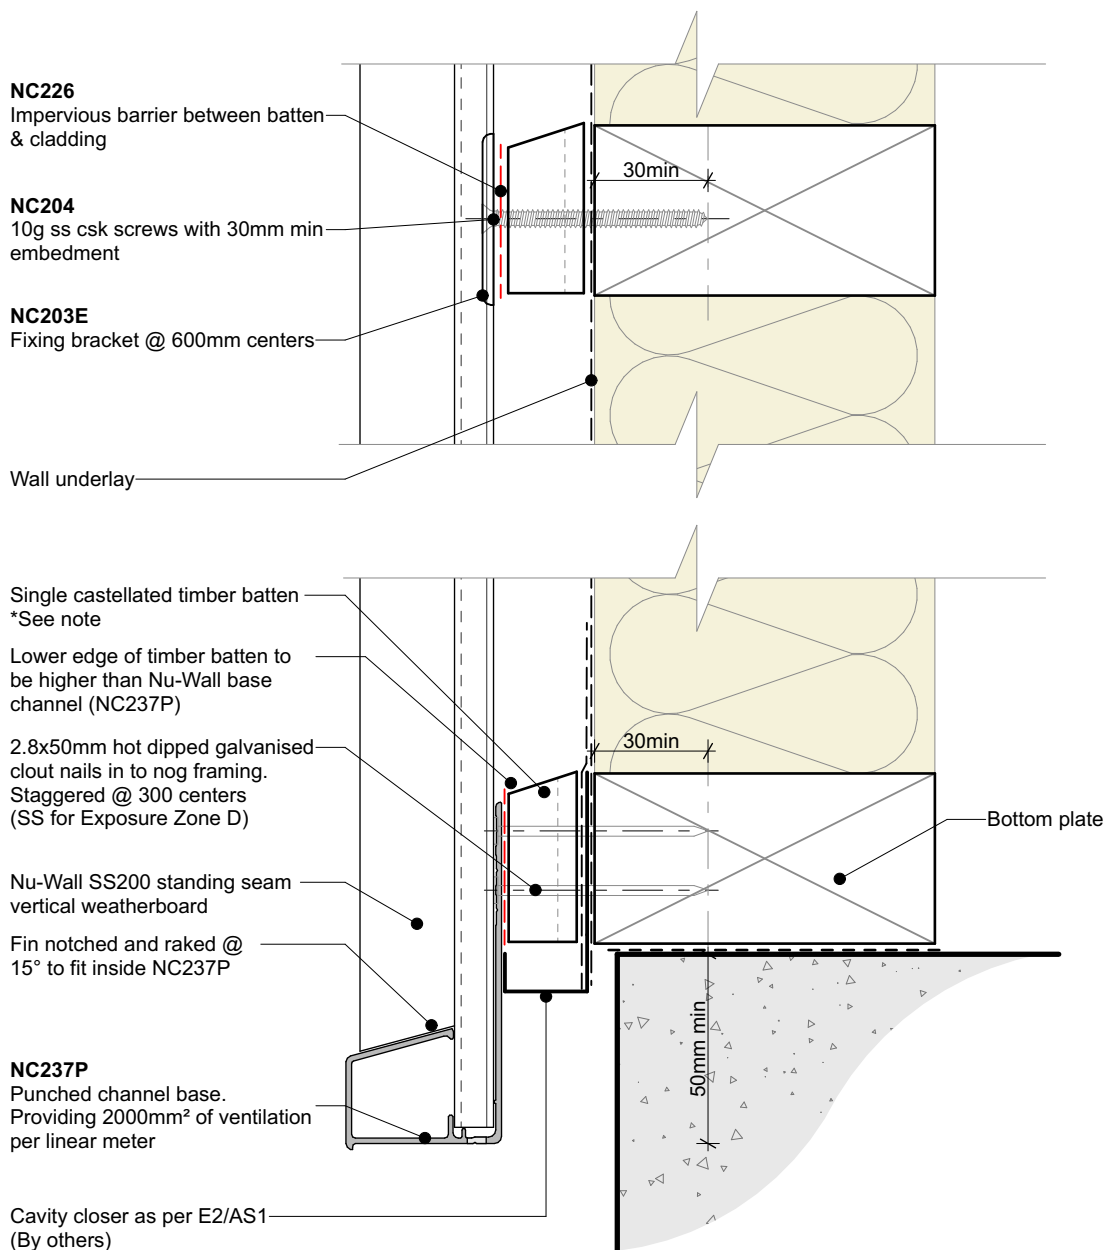 NC226
Impervious barrier between batten
& cladding
NC204
10g ss csk screws with 30mm min
embedment
NC203E
Fixing bracket @ 600mm centers
30min
Wall underlay
Single castellated timber batten
*See note
Lower edge of timber batten to
be higher than Nu-Wall base
channel (NC237P)
2.8x50mm hot dipped galvanised
clout nails in to nog framing.
Staggered @ 300 centers
(SS for Exposure Zone D)
30min
Bottom plate
Nu-Wall SS200 standing seam
vertical weatherboard
Fin notched and raked @
15° to fit inside NC237P
50mm min
NC237P
Punched channel base.
Providing 2000mm² of ventilation
per linear meter
Cavity closer as per E2/AS1
(By others)